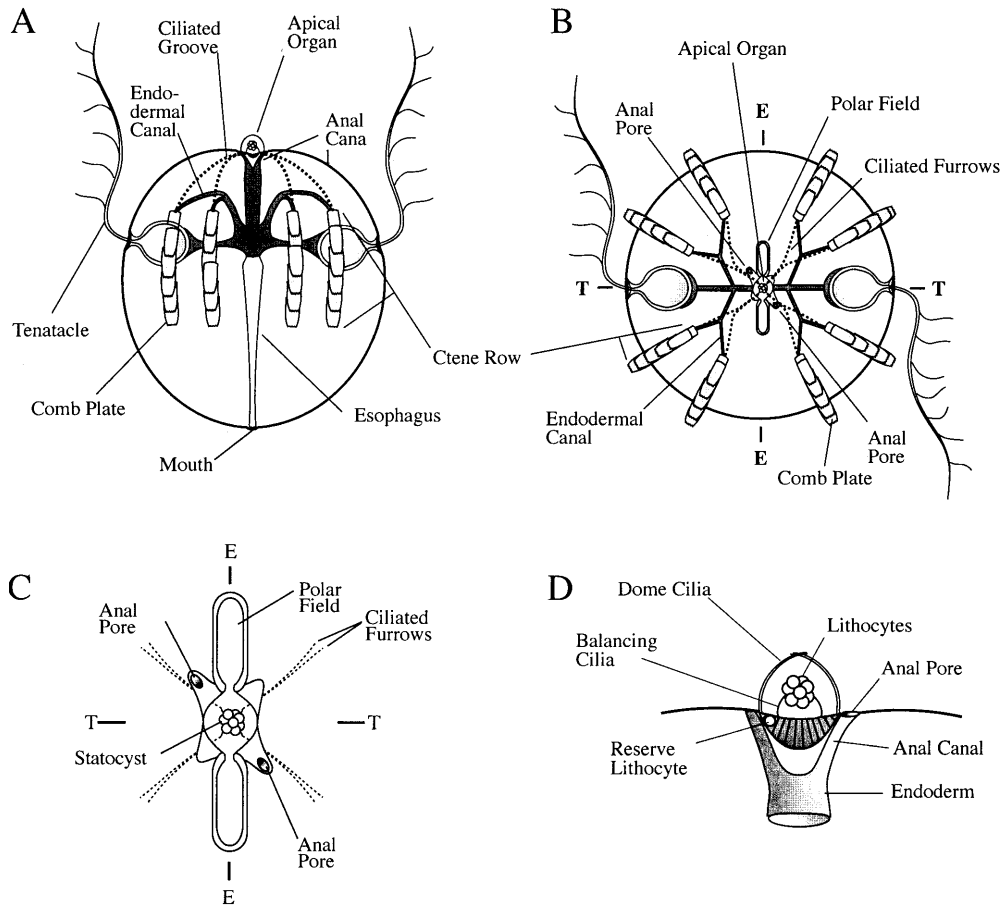 A
Ciliated
Groove
Apical
Organ
Endo-
dermal
Canal
Anal
Cana
Tenatacle
Comb Plate
Mouth
Esophagus
Ctene Row
B
Apical Organ
Anal
Pore
E
Polar Field
Ciliated Furrows
T
T
Endodermal
Canal
E
Anal
Pore
Comb Plate
C
E
Polar
Field
Anal
Pore
Ciliated
Furrows
T
T
Statocyst
Anal
Pore
E
D
Dome Cilia
Lithocytes
Balancing
Cilia
Anal Pore
Reserve
Lithocyte
Anal Canal
Endoderm